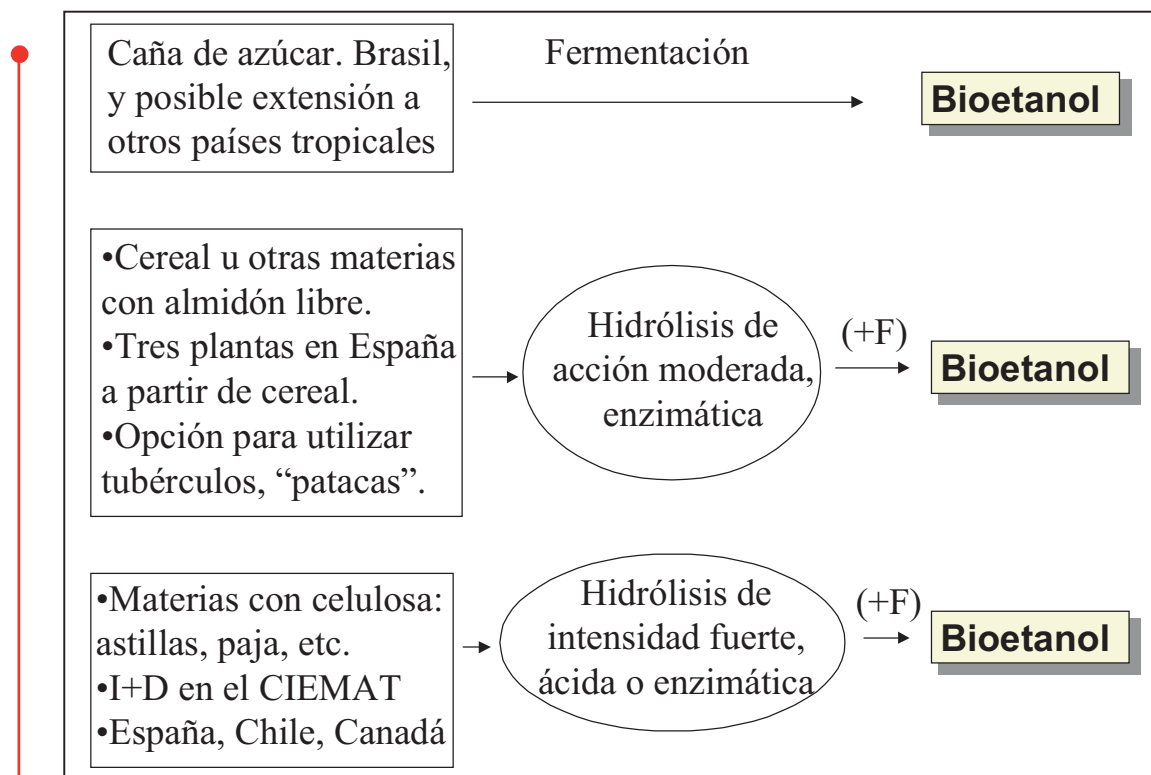 Caña de azúcar. Brasil,
y posible extensión a
otros países tropicales
Fermentación
Bioetanol
•Cereal u otras materias
con almidón libre.
•Tres plantas en España
a partir de cereal.
•Opción para utilizar
tubérculos, “patacas”.
Hidrólisis de
acción moderada,
enzimática
(+F)
Bioetanol
•Materias con celulosa:
astillas, paja, etc.
•I+D en el CIEMAT
•España, Chile, Canadá
Hidrólisis de
intensidad fuerte,
ácida o enzimática
(+F)
Bioetanol